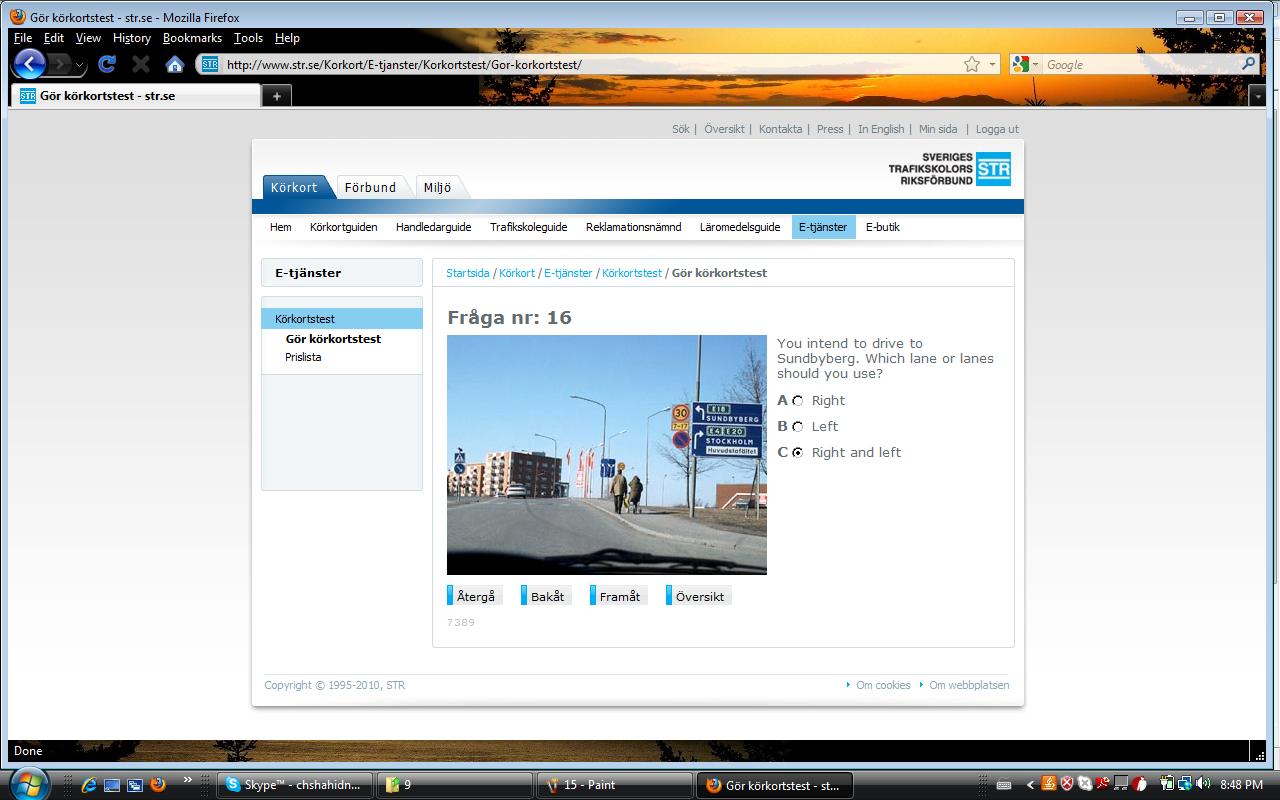 Gör körkortstest - str.se - Mozilla Firefox
File Edit View History Bookmarks Tools Help
http://www.str.se/Korkort/E-tjanster/Korkortstest/Gor-korkortstest/
Google
STR Gör körkortstest - str.se
Sök | Översikt | Kontakta | Press | In English | Min sida | Logga ut
SVERIGES
TRAFIKSKOLORS
RIKSFÖRBUND
STR
Körkort Förbund Miljö
Hem Körkortguiden Handledarguide Trafikskoleguide Reklamationsnämnd Läromedelsguide E-tjänster E-butik
E-tjänster
Körkortstest
Gör körkortstest
Prislista
Startsida / Körkort / E-tjänster / Körkortstest / Gör körkortstest
Fråga nr: 16
30
7-17
E18
SUNDBYBERG
E4 E20
STOCKHOLM
Huvudstafältet
You intend to drive to
Sundbyberg. Which lane or lanes
should you use?
A Right
B Left
C Right and left
Återgå Bakåt Framåt Översikt
7389
Copyright © 1995-2010, STR
Om cookies Om webbplatsen
Done
Skype™ - chshahidn...
9
15 - Paint
Gör körkortstest - st...
8:48 PM